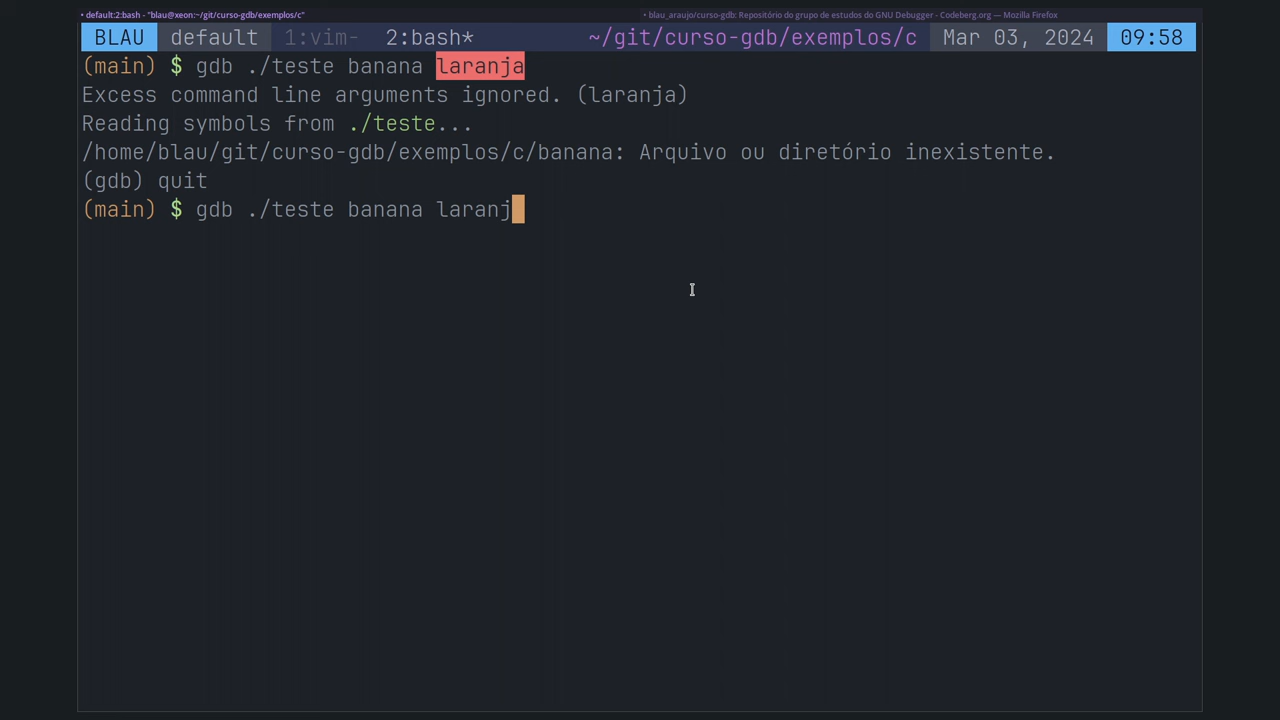 • default:2:bash - "blau@xeon:~/git/curso-gdb/exemplos/c"
• blau_araujo/curso-gdb: Repositório do grupo de estudos do GNU Debugger - Codeberg.org — Mozilla Firefox
BLAU default 1:vim- 2:bash* ~/git/curso-gdb/exemplos/c Mar 03, 2024 09:58
(main) $ gdb ./teste banana laranja
Excess command line arguments ignored. (laranja)
Reading symbols from ./teste...
/home/blau/git/curso-gdb/exemplos/c/banana: Arquivo ou diretório inexistente.
(gdb) quit
(main) $ gdb ./teste banana laranj